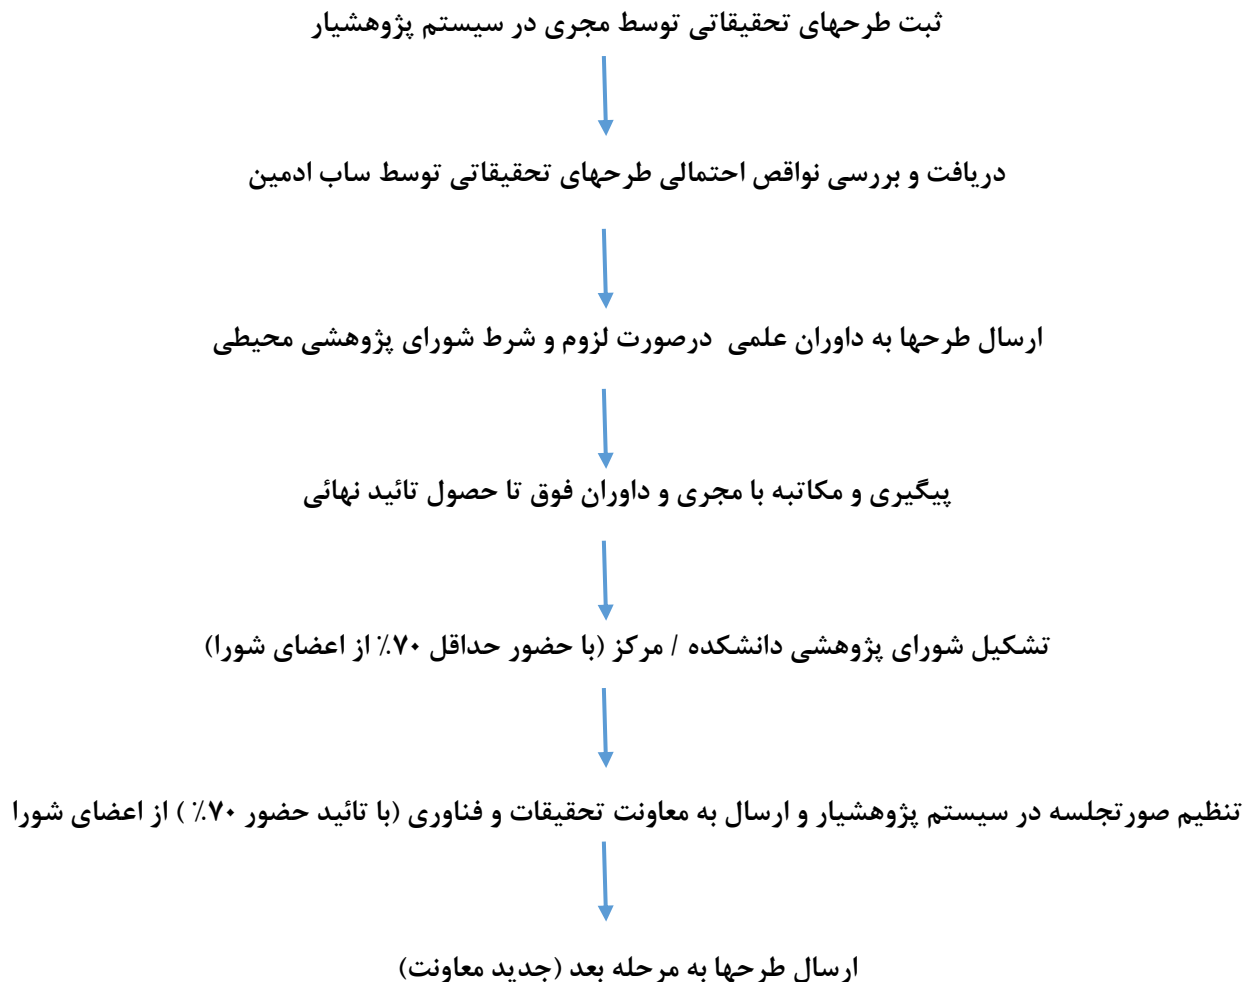 ثبت طرحهای تحقیقاتی توسط مجری در سیستم پژوهشیار
دریافت و بررسی نواقص احتمالی طرحهای تحقیقاتی توسط ساب ادمین
ارسال طرحها به داوران علمی درصورت لزوم و شرط شورای پژوهشی محیطی
پیگیری و مکاتبه با مجری و داوران فوق تا حصول تائید نهائی
تشکیل شورای پژوهشی دانشکده / مرکز (با حضور حداقل ۷۰٪ از اعضای شورا)
تنظیم صورتجلسه در سیستم پژوهشیار و ارسال به معاونت تحقیقات و فناوری (با تائید حضور ۷۰٪ ) از اعضای شورا
ارسال طرحها به مرحله بعد (جدید معاونت)